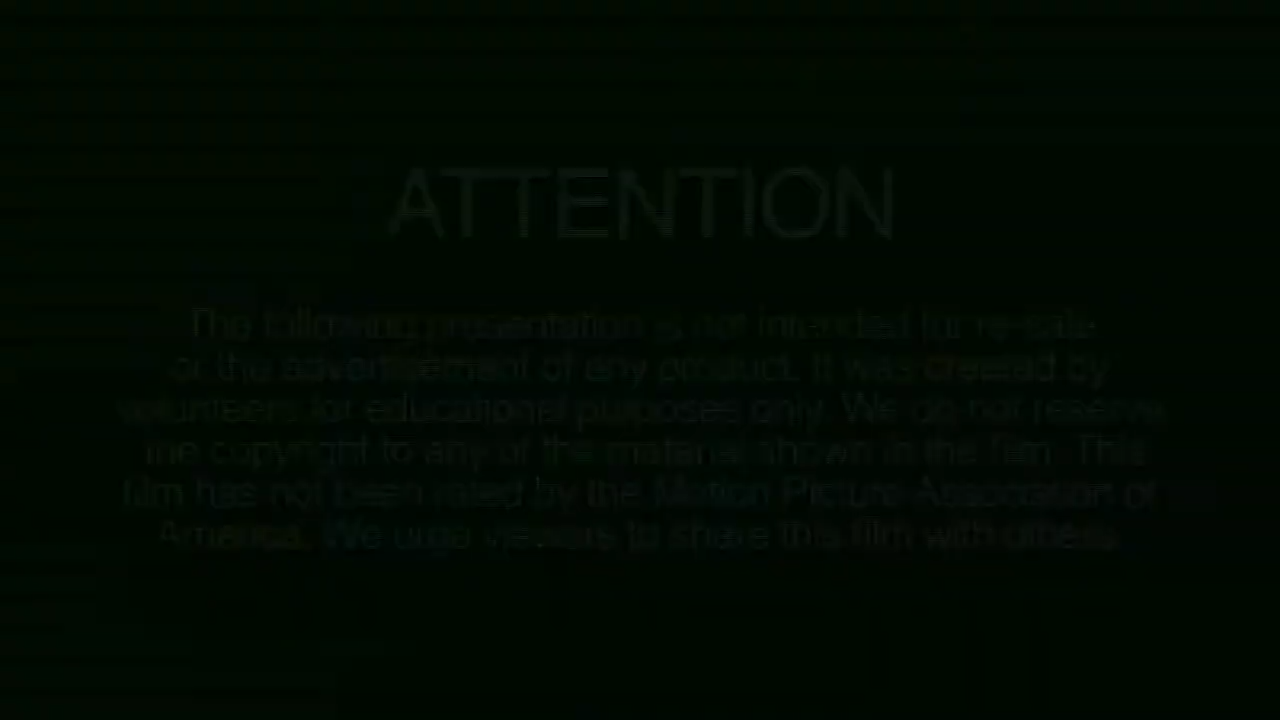 ATTENTION
The following presentation is not intended for re-sale
or the advertisement of any product. It was created by
volunteers for educational purposes only. We do not reserve
the copyright to any of the material shown in the film. This
film has not been rated by the Motion Picture Association of
America. We urge viewers to share this film with others.